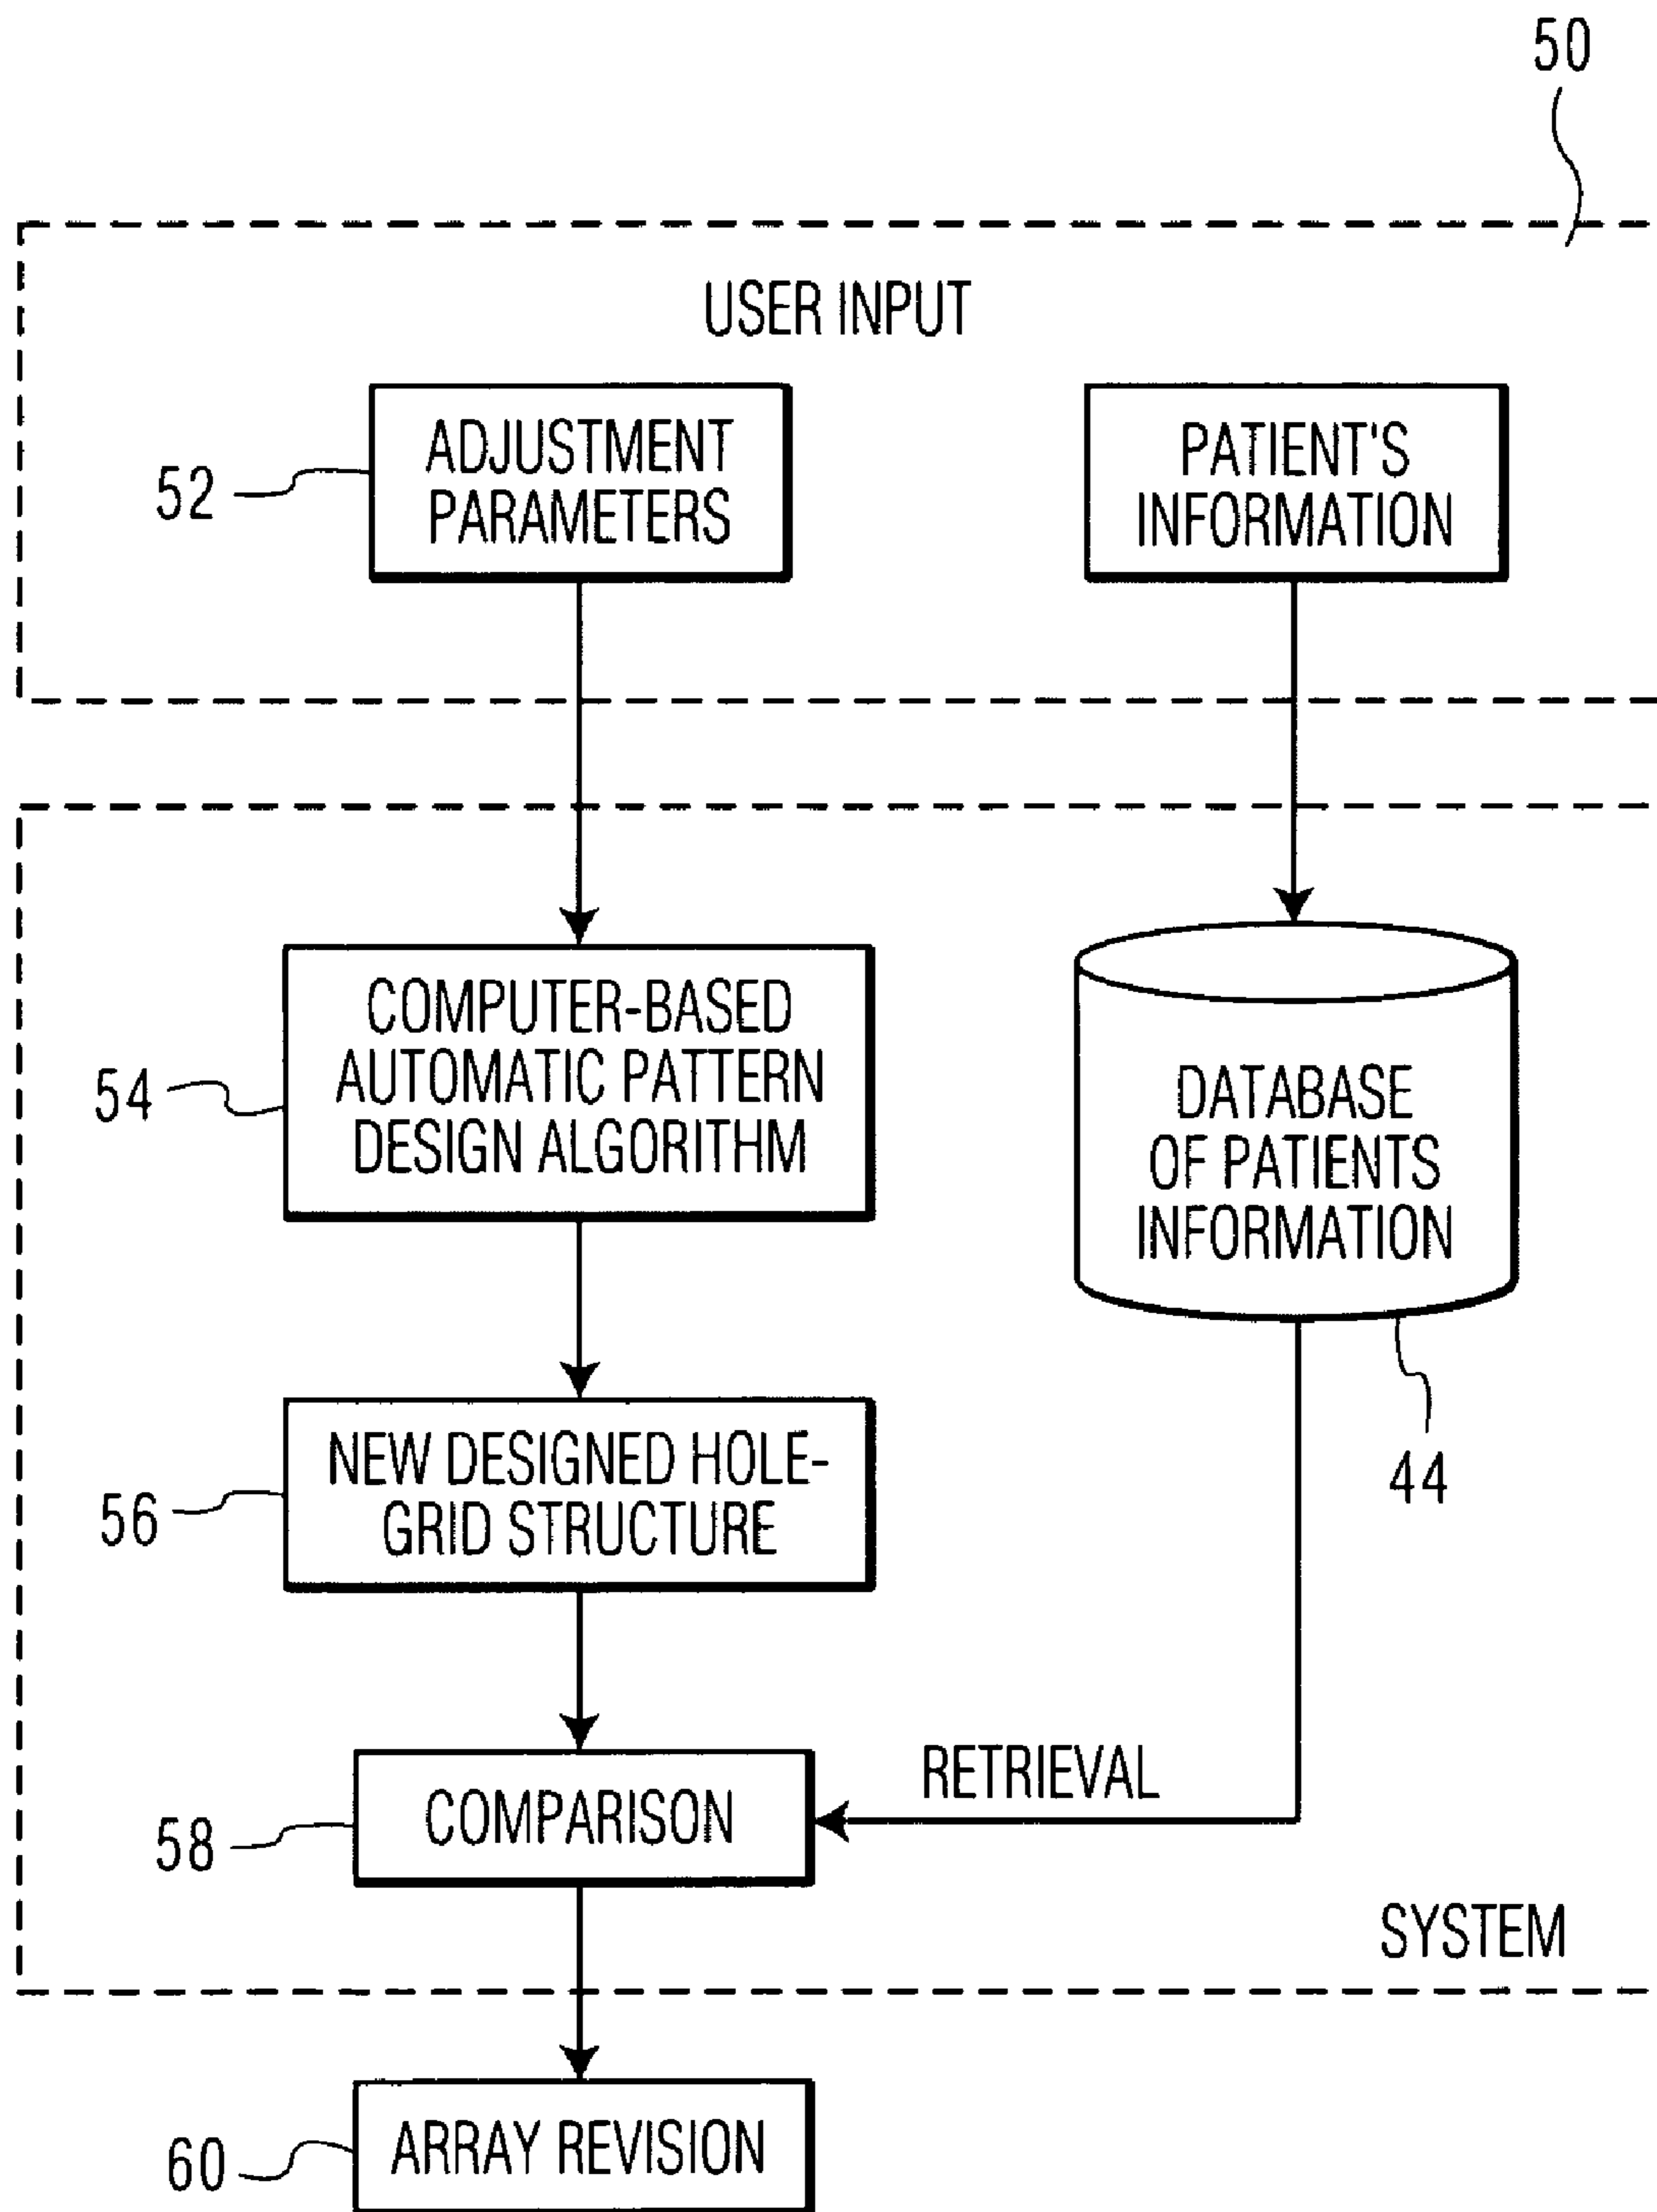 50
USER INPUT
ADJUSTMENT
PARAMETERS
52
PATIENT'S
INFORMATION
COMPUTER-BASED
AUTOMATIC PATTERN
DESIGN ALGORITHM
54
DATABASE
OF PATIENTS
INFORMATION
44
NEW DESIGNED HOLE-
GRID STRUCTURE
56
COMPARISON
58
RETRIEVAL
SYSTEM
ARRAY REVISION
60